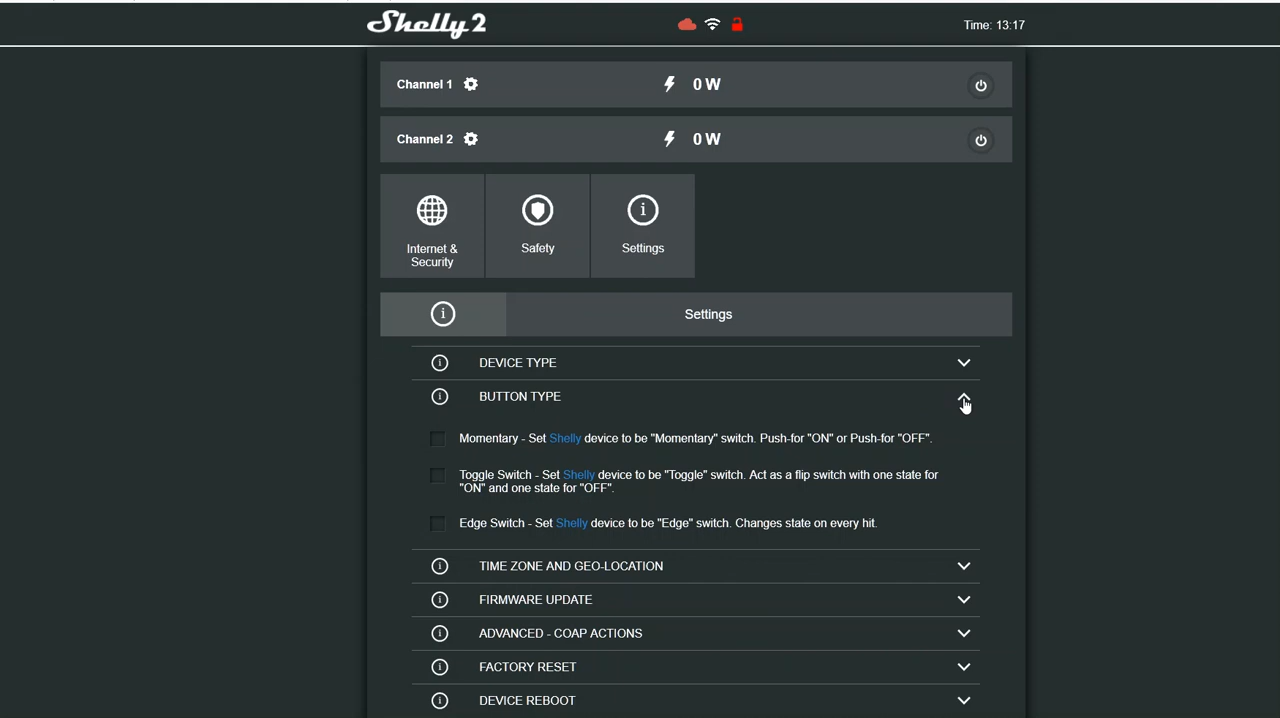 Shelly 2
Time: 13:17
Channel 1
0 W
Channel 2
0 W
Internet &
Security
Safety
Settings
Settings
DEVICE TYPE
BUTTON TYPE
Momentary - Set Shelly device to be "Momentary" switch. Push-for "ON" or Push-for "OFF".
Toggle Switch - Set Shelly device to be "Toggle" switch. Act as a flip switch with one state for
"ON" and one state for "OFF".
Edge Switch - Set Shelly device to be "Edge" switch. Changes state on every hit.
TIME ZONE AND GEO-LOCATION
FIRMWARE UPDATE
ADVANCED - COAP ACTIONS
FACTORY RESET
DEVICE REBOOT